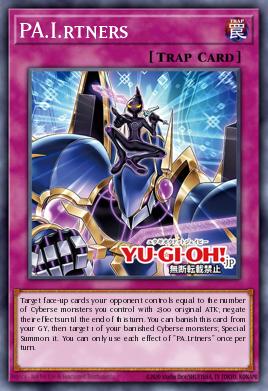 PA.I.rtners
TRAP
罠
[Trap Card]
YU-GI-OH!
.jp
無断転載禁止
Target face-up cards your opponent controls equal to the number
of Cyberse monsters you control with 2300 original ATK; negate
their effects until the end of this turn. You can banish this card from
your GY, then target 1 of your banished Cyberse monsters; Special
Summon it. You can only use each effect of "PA.I.rtners" once per
turn.